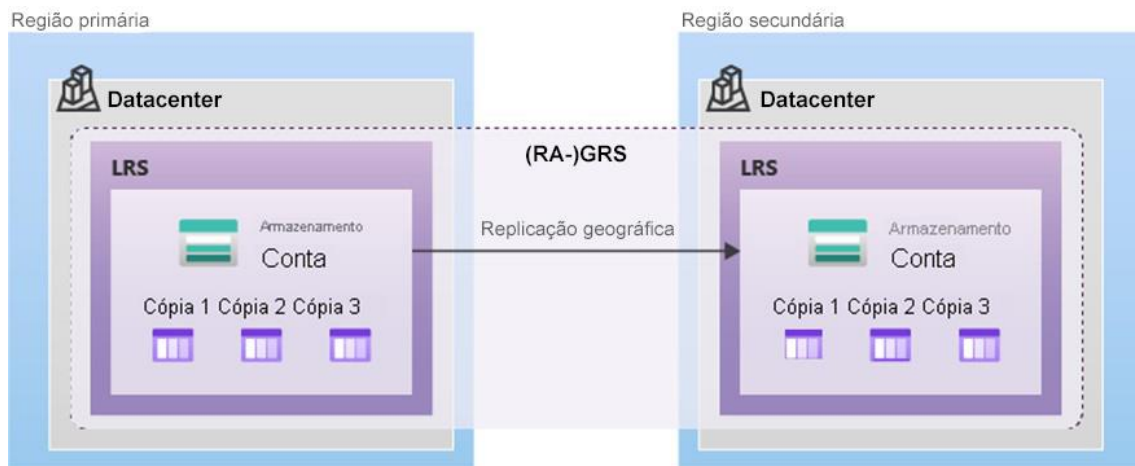 Região primária
Região secundária
Datacenter
Datacenter
(RA-)GRS
LRS
LRS
Armazenamento
Conta
Replicação geográfica
Armazenamento
Conta
Cópia 1 Cópia 2 Cópia 3
Cópia 1 Cópia 2 Cópia 3